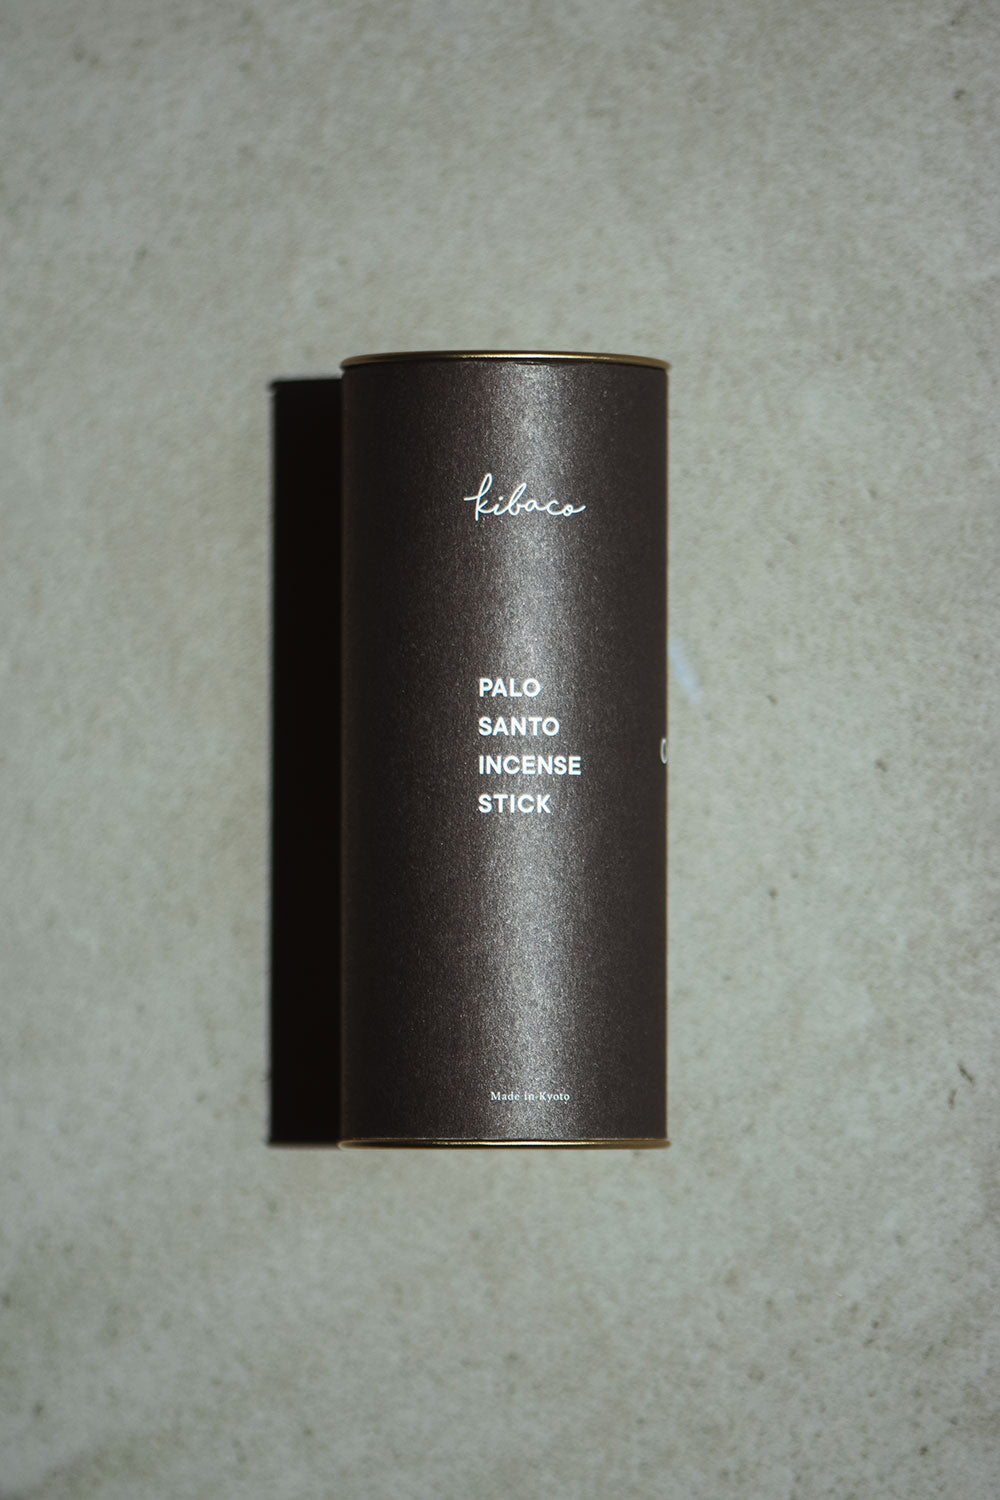 kibaco
PALO
SANTO
INCENSE
STICK
Made In Kyoto